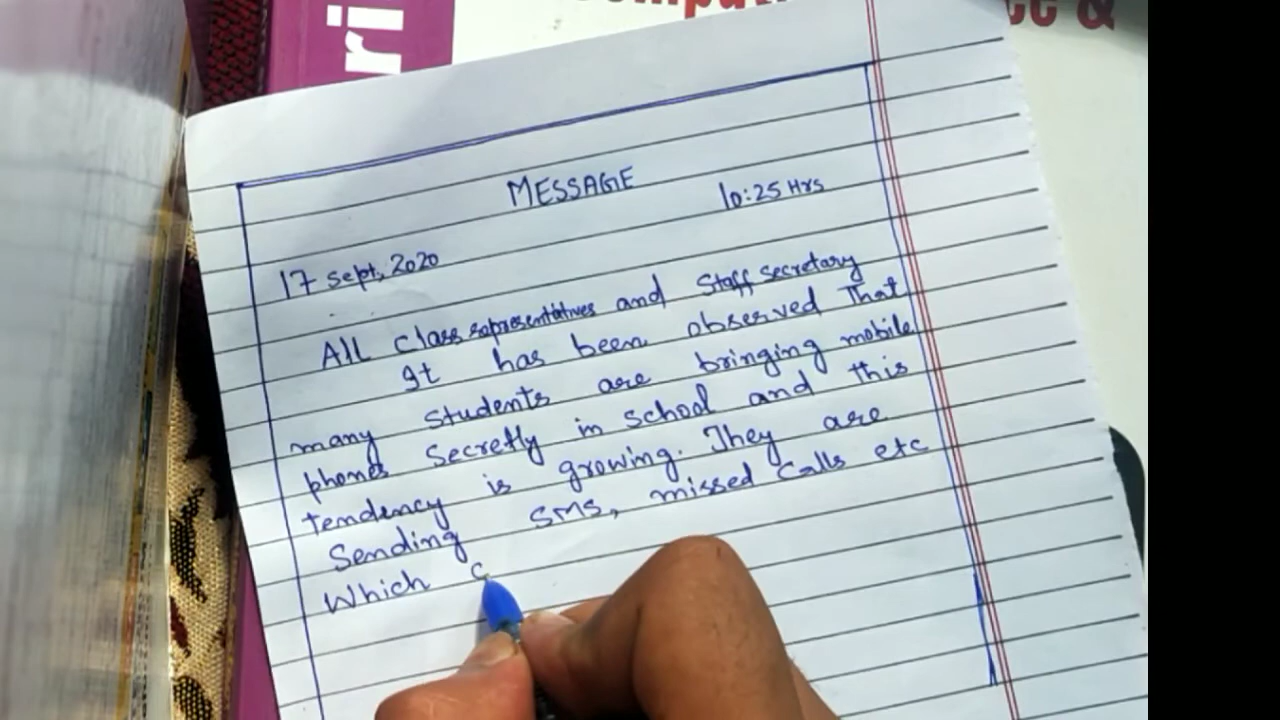 ri
MESSAGE
10:25 Hrs
17 Sept, 2020
All Class representatives and Staff Secretary
It has been observed That
many Students are bringing mobile
phones Secretly in School and this
tendency is growing. They are
Sending SMS, missed Calls etc
Which